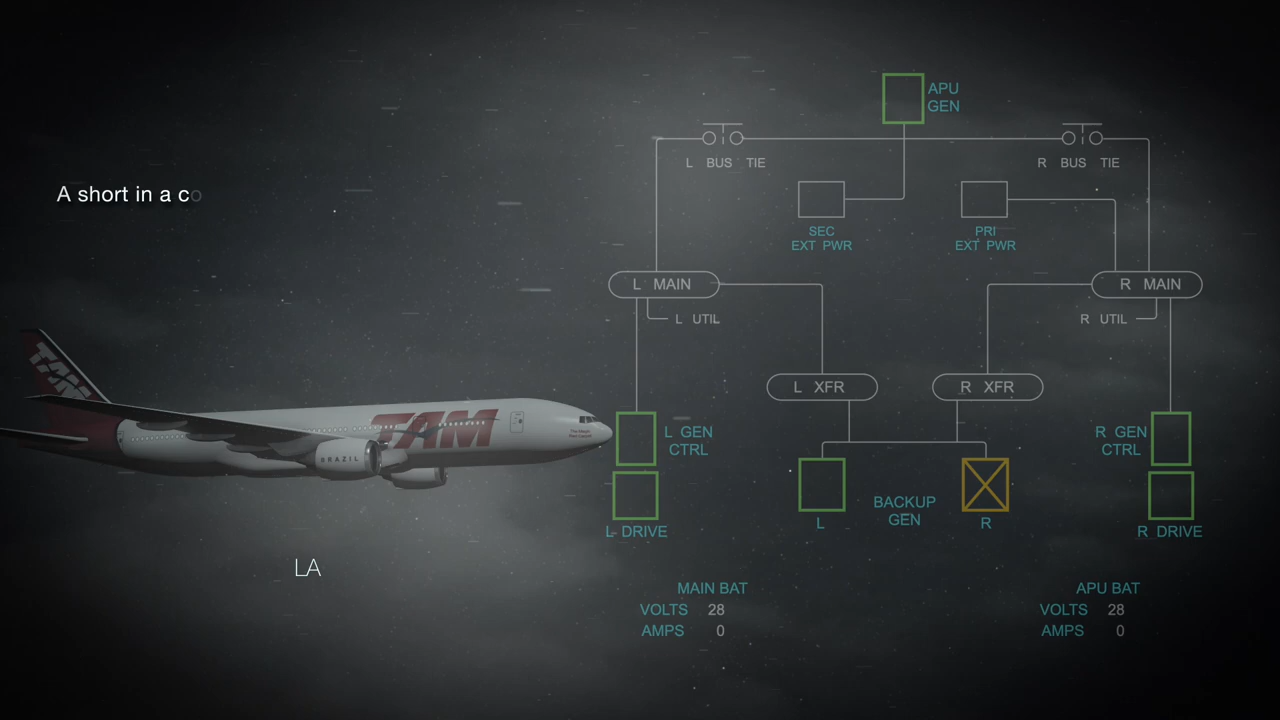 A short in a co
APU
GEN
L BUS TIE
R BUS TIE
SEC
EXT PWR
PRI
EXT PWR
L MAIN
R MAIN
L UTIL
R UTIL
L XFR
R XFR
L GEN
CTRL
R GEN
CTRL
BACKUP
GEN
L
R
L DRIVE
R DRIVE
TAM
TAM
BRAZIL
LA
MAIN BAT
VOLTS 28
AMPS 0
APU BAT
VOLTS 28
AMPS 0